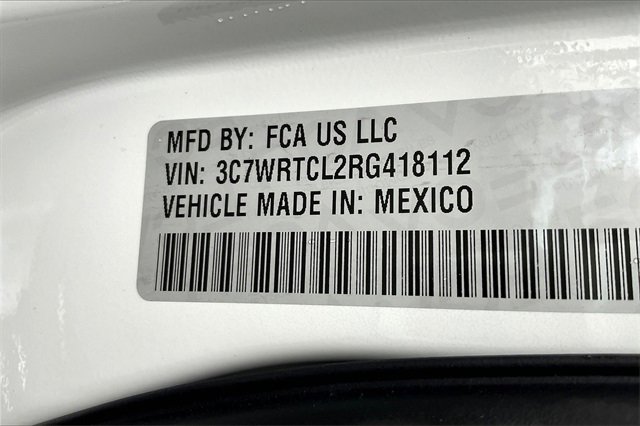 MFD BY: FCA US LLC
VIN: 3C7WRTCL2RG418112
VEHICLE MADE IN: MEXICO